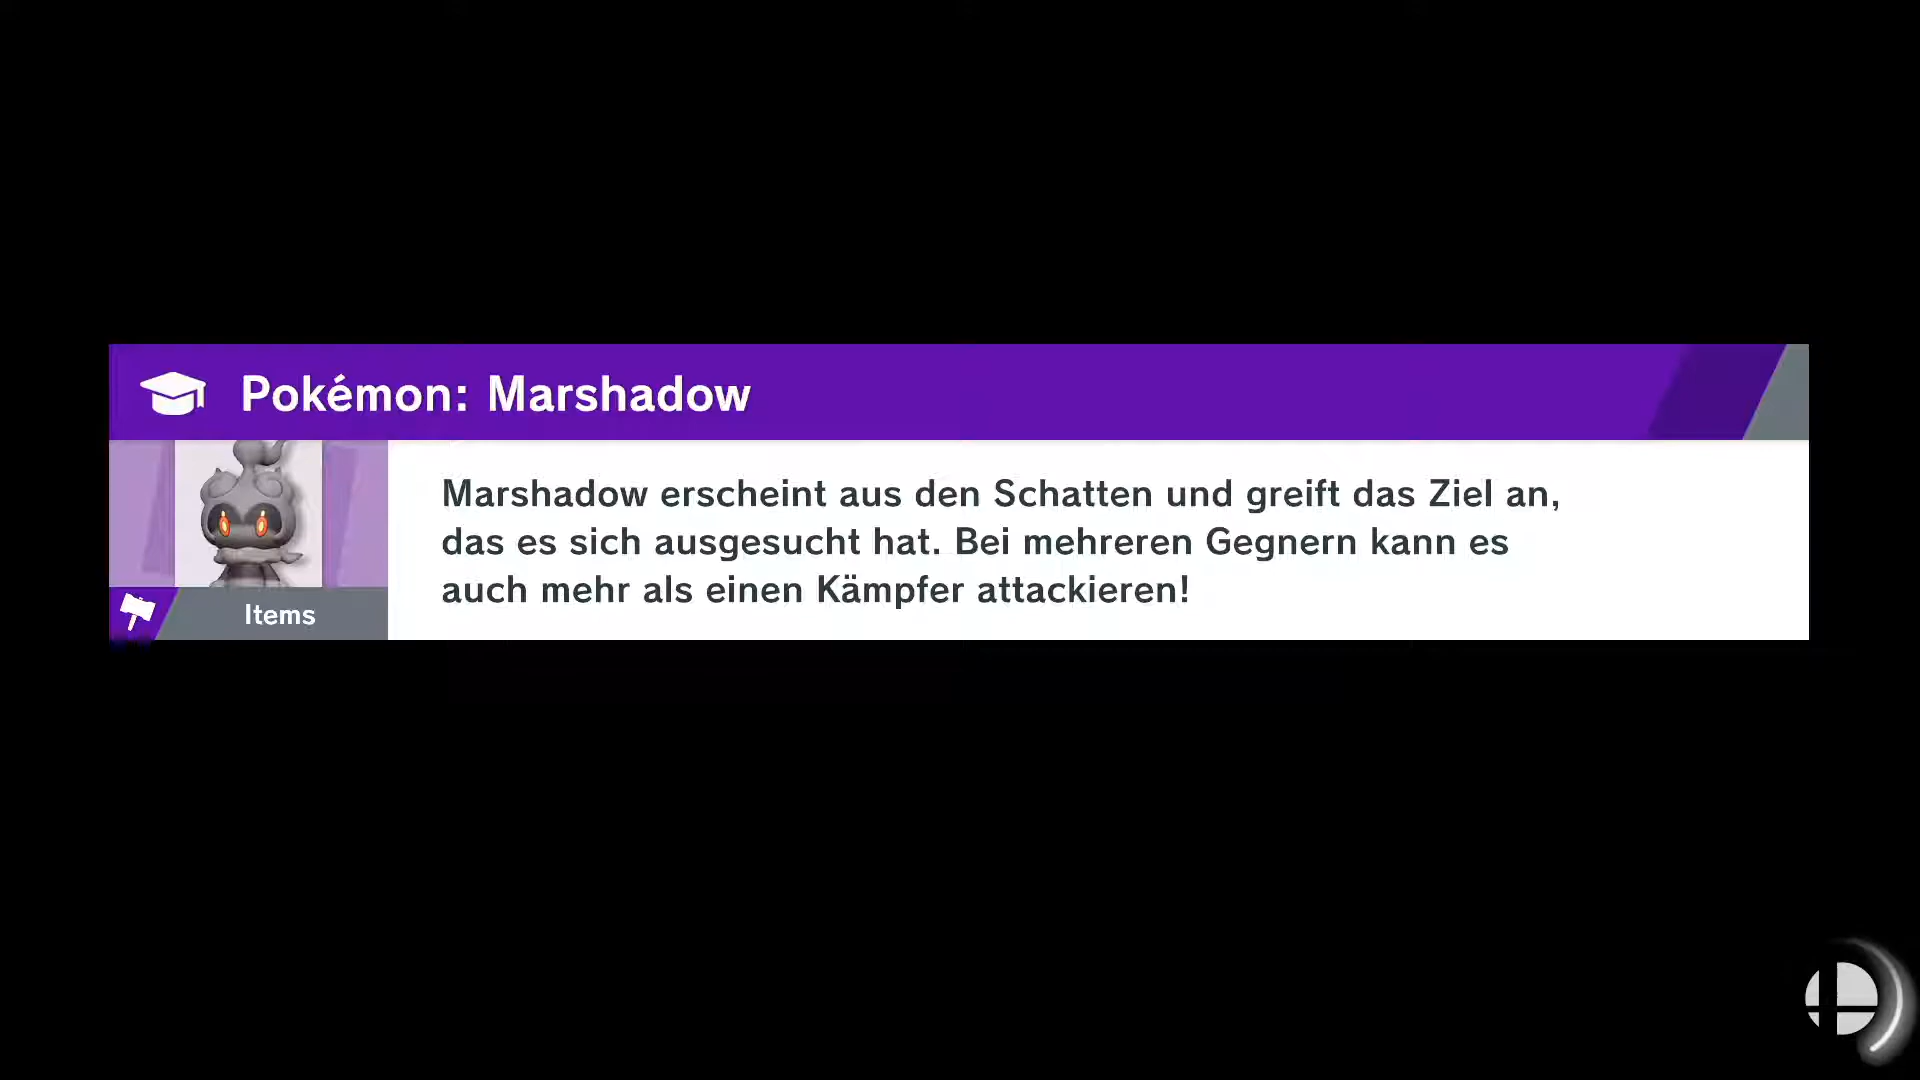 Pokémon: Marshadow
Marshadow erscheint aus den Schatten und greift das Ziel an,
das es sich ausgesucht hat. Bei mehreren Gegnern kann es
auch mehr als einen Kämpfer attackieren!
Items